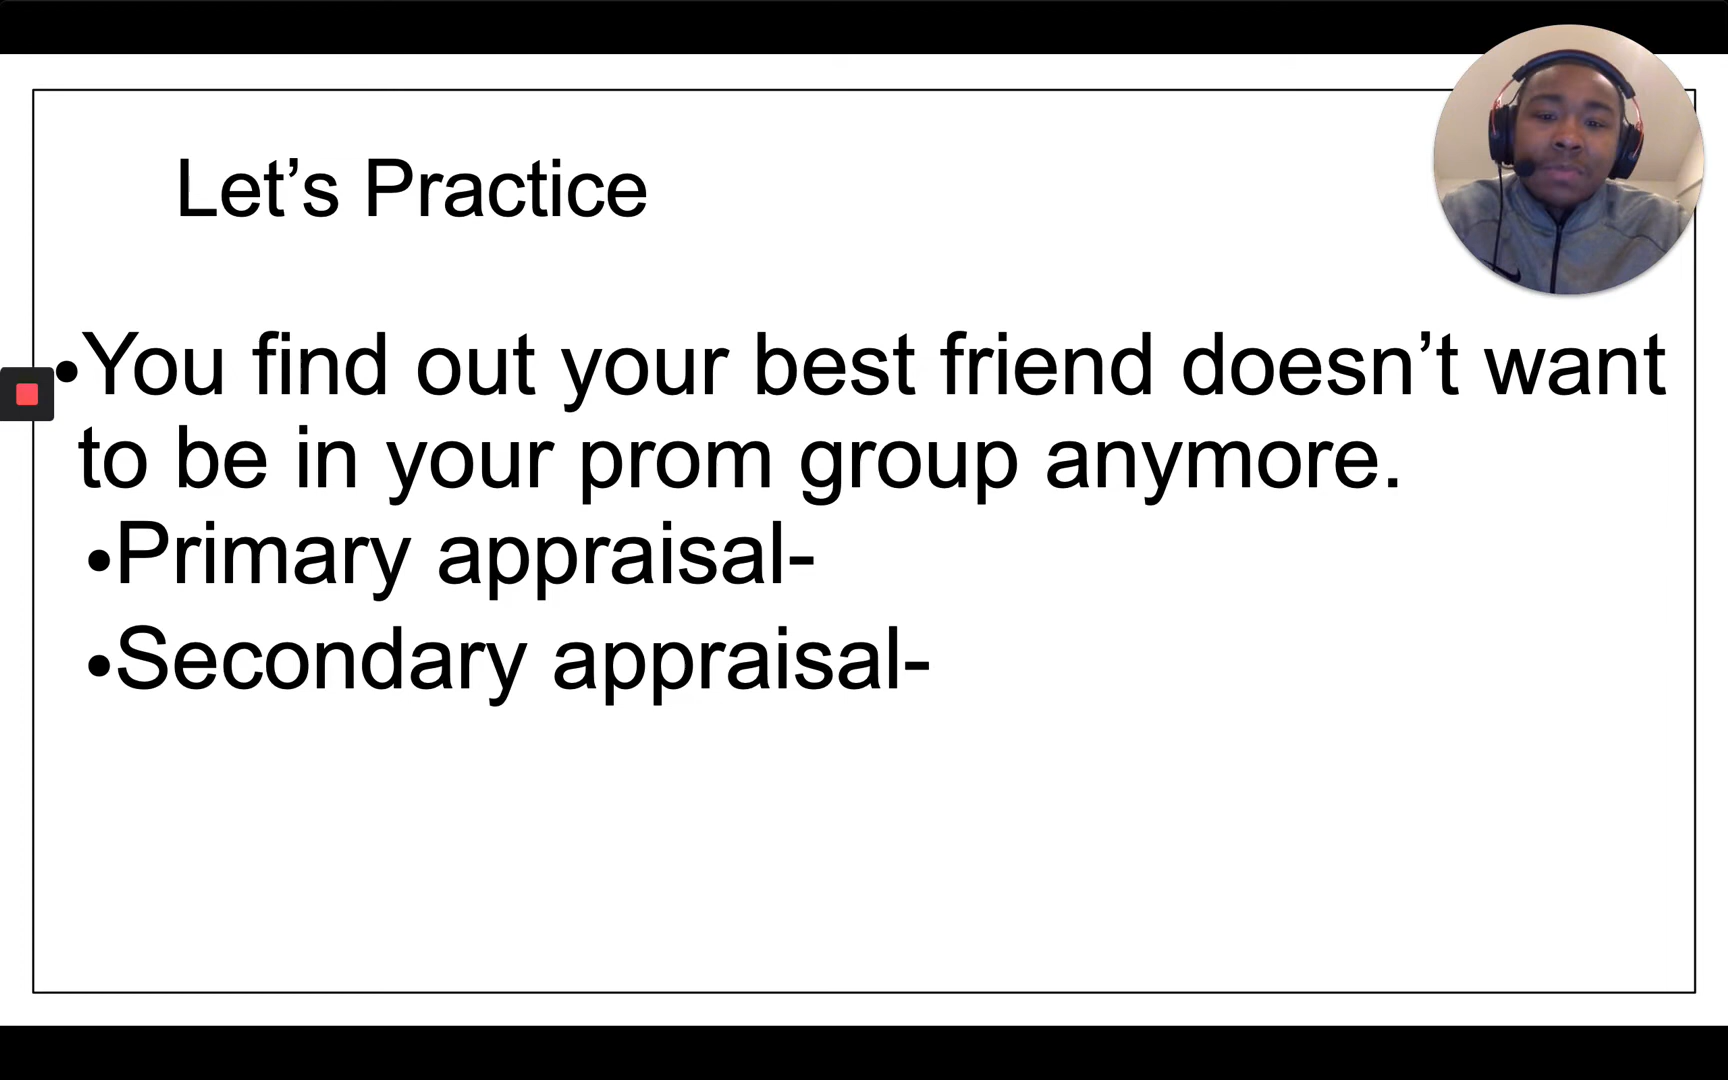 Let’s Practice
•You find out your best friend doesn’t want
to be in your prom group anymore.
•Primary appraisal-
•Secondary appraisal-